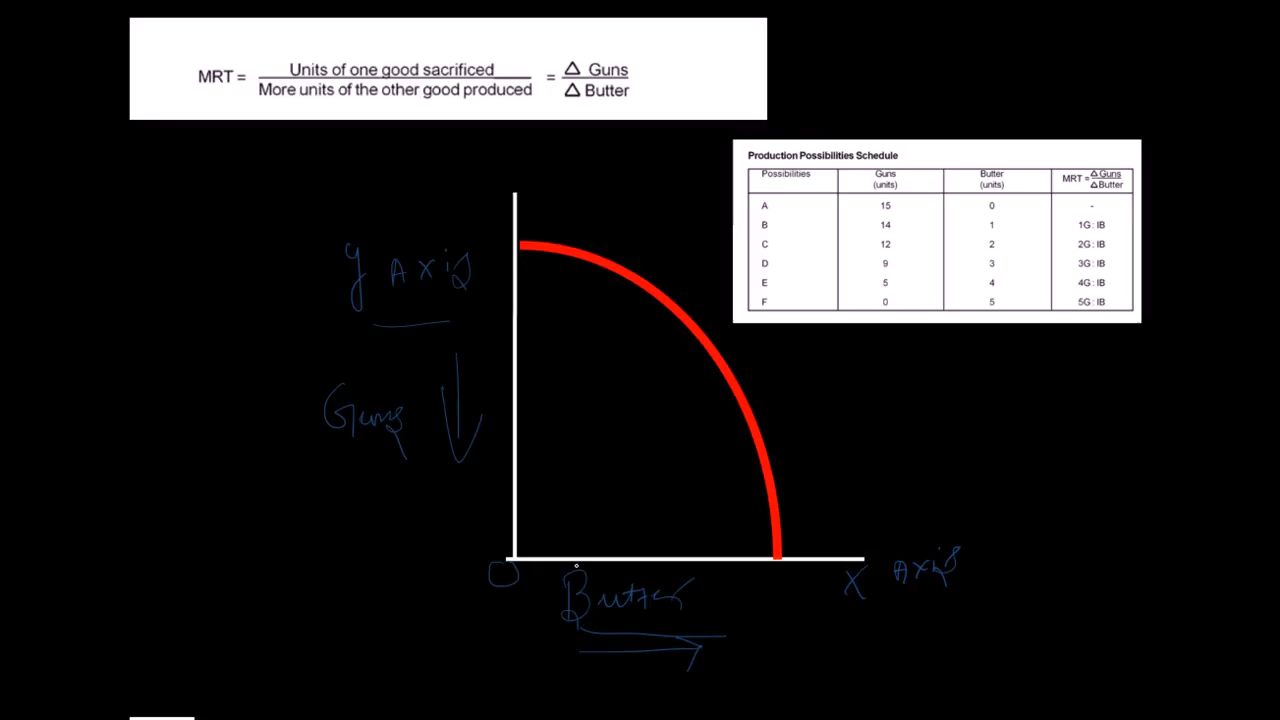 MRT = Units of one good sacrificed = △ Guns
More units of the other good produced △ Butter
Production Possibilities Schedule
Possibilities Guns Butter MRT = △Guns
(units) (units) △Butter
A 15 0 -
B 14 1 1G : IB
C 12 2 2G : IB
D 9 3 3G : IB
E 5 4 4G : IB
F 0 5 5G : IB
y Axis
Guns
O
Butter
X Axis